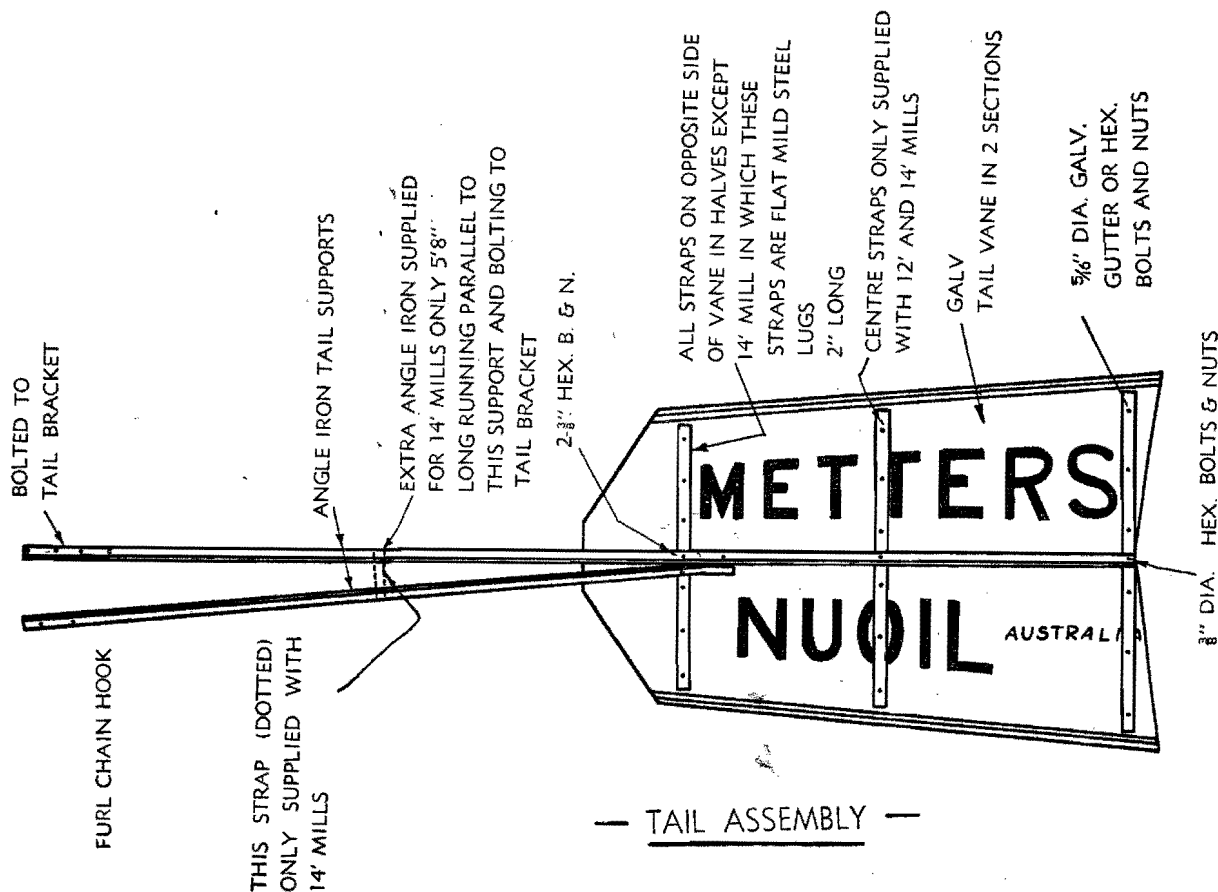 BOLTED TO
TAIL BRACKET
FURL CHAIN HOOK
ANGLE IRON TAIL SUPPORTS
EXTRA ANGLE IRON SUPPLIED
FOR 14' MILLS ONLY 5'8"
LONG RUNNING PARALLEL TO
THIS SUPPORT AND BOLTING TO
TAIL BRACKET
THIS STRAP (DOTTED)
ONLY SUPPLIED WITH
14' MILLS
2-3/8" HEX. B. & N.
ALL STRAPS ON OPPOSITE SIDE
OF VANE IN HALVES EXCEPT
14' MILL IN WHICH THESE
STRAPS ARE FLAT MILD STEEL
LUGS
2" LONG
CENTRE STRAPS ONLY SUPPLIED
WITH 12' AND 14' MILLS
GALV
TAIL VANE IN 2 SECTIONS
5/16" DIA. GALV.
GUTTER OR HEX.
BOLTS AND NUTS
METTERS
NUOIL
AUSTRALIA
3/8" DIA. HEX. BOLTS & NUTS
— TAIL ASSEMBLY —